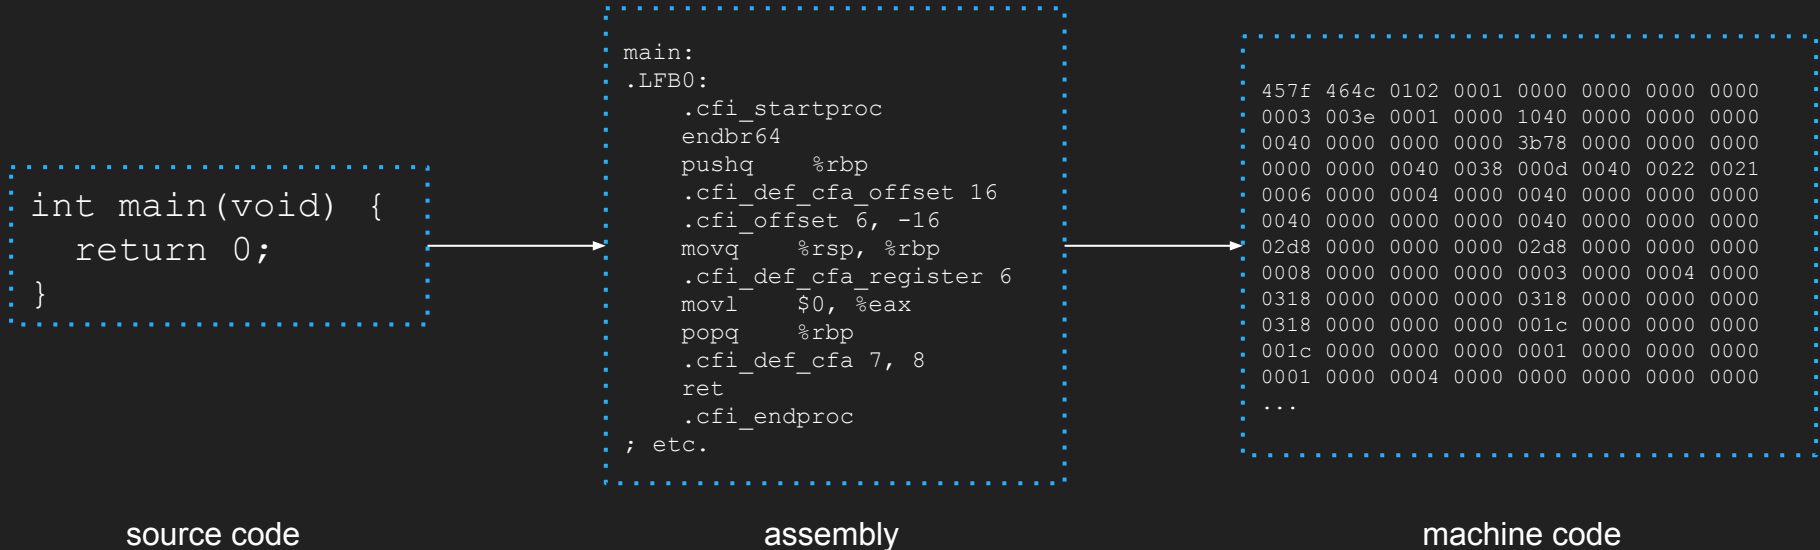 int main(void) {
  return 0;
}
main:
.LFB0:
    .cfi_startproc
    endbr64
    pushq    %rbp
    .cfi_def_cfa_offset 16
    .cfi_offset 6, -16
    movq    %rsp, %rbp
    .cfi_def_cfa_register 6
    movl    $0, %eax
    popq    %rbp
    .cfi_def_cfa 7, 8
    ret
    .cfi_endproc
; etc.
457f 464c 0102 0001 0000 0000 0000 0000
0003 003e 0001 0000 1040 0000 0000 0000
0040 0000 0000 0000 3b78 0000 0000 0000
0000 0000 0040 0038 000d 0040 0022 0021
0006 0000 0004 0000 0040 0000 0000 0000
0040 0000 0000 0000 0040 0000 0000 0000
02d8 0000 0000 0000 02d8 0000 0000 0000
0008 0000 0000 0000 0003 0000 0004 0000
0318 0000 0000 0000 0318 0000 0000 0000
0318 0000 0000 0000 001c 0000 0000 0000
001c 0000 0000 0000 0001 0000 0000 0000
0001 0000 0004 0000 0000 0000 0000 0000
...
source code
assembly
machine code